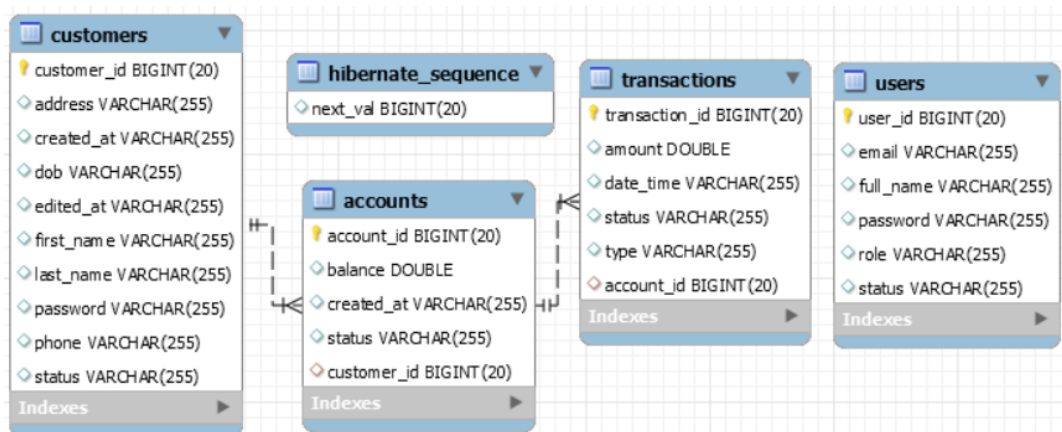 customers
customer_id BIGINT(20)
address VARCHAR(255)
created_at VARCHAR(255)
dob VARCHAR(255)
edited_at VARCHAR(255)
first_name VARCHAR(255)
last_name VARCHAR(255)
password VARCHAR(255)
phone VARCHAR(255)
status VARCHAR(255)
Indexes
hibernate_sequence
next_val BIGINT(20)
accounts
account_id BIGINT(20)
balance DOUBLE
created_at VARCHAR(255)
status VARCHAR(255)
customer_id BIGINT(20)
Indexes
transactions
transaction_id BIGINT(20)
amount DOUBLE
date_time VARCHAR(255)
status VARCHAR(255)
type VARCHAR(255)
account_id BIGINT(20)
Indexes
users
user_id BIGINT(20)
email VARCHAR(255)
full_name VARCHAR(255)
password VARCHAR(255)
role VARCHAR(255)
status VARCHAR(255)
Indexes